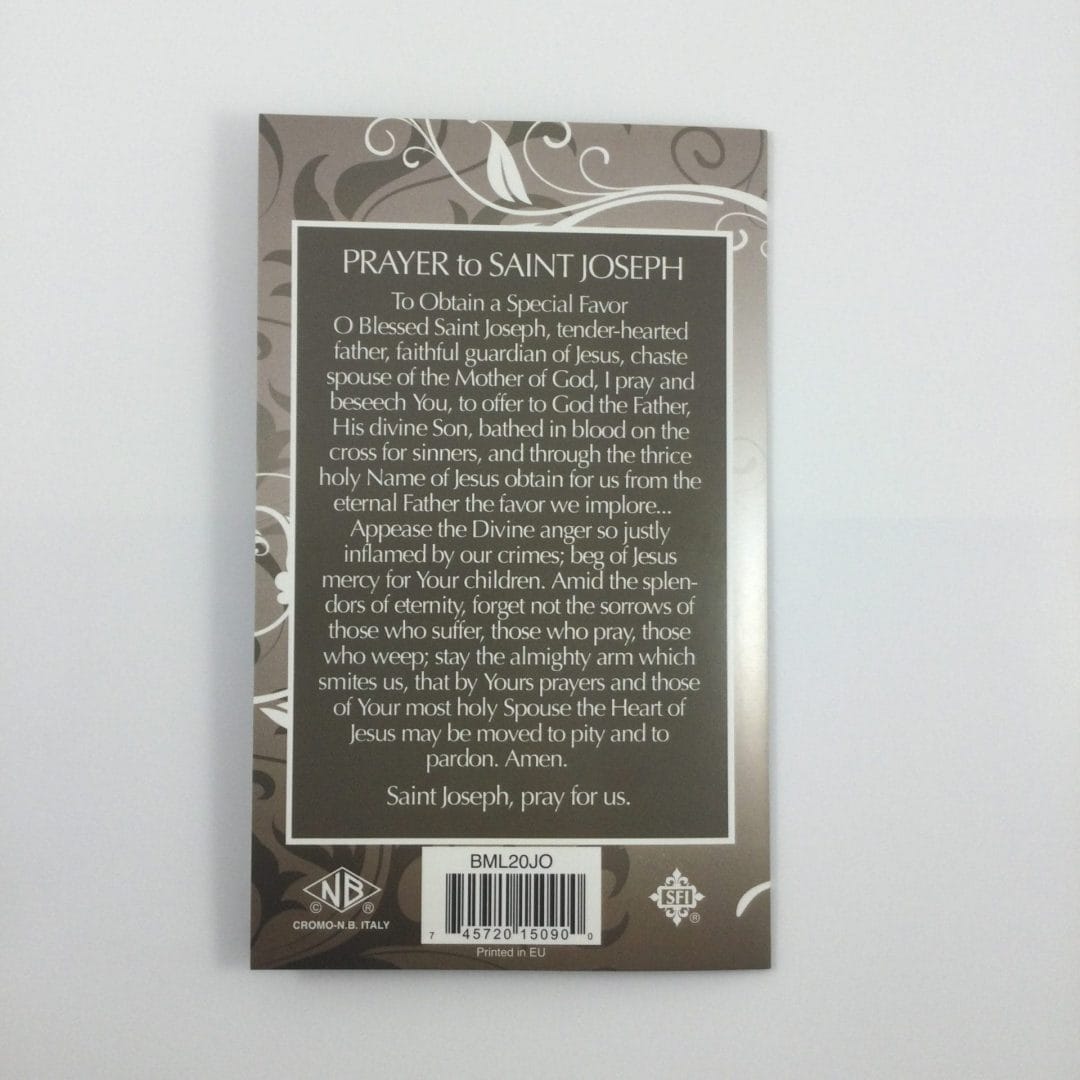 PRAYER to SAINT JOSEPH
To Obtain a Special Favor
O Blessed Saint Joseph, tender-hearted
father, faithful guardian of Jesus, chaste
spouse of the Mother of God, I pray and
beseech You, to offer to God the Father,
His divine Son, bathed in blood on the
cross for sinners, and through the thrice
holy Name of Jesus obtain for us from the
eternal Father the favor we implore...
Appease the Divine anger so justly
inflamed by our crimes; beg of Jesus
mercy for Your children. Amid the splen-
dors of eternity, forget not the sorrows of
those who suffer, those who pray, those
who weep; stay the almighty arm which
smites us, that by Yours prayers and those
of Your most holy Spouse the Heart of
Jesus may be moved to pity and to
pardon. Amen.
Saint Joseph, pray for us.
NB
© ®
CROMO-N.B. ITALY
BML20JO
7 45720 15090 0
Printed in EU
SFI ®